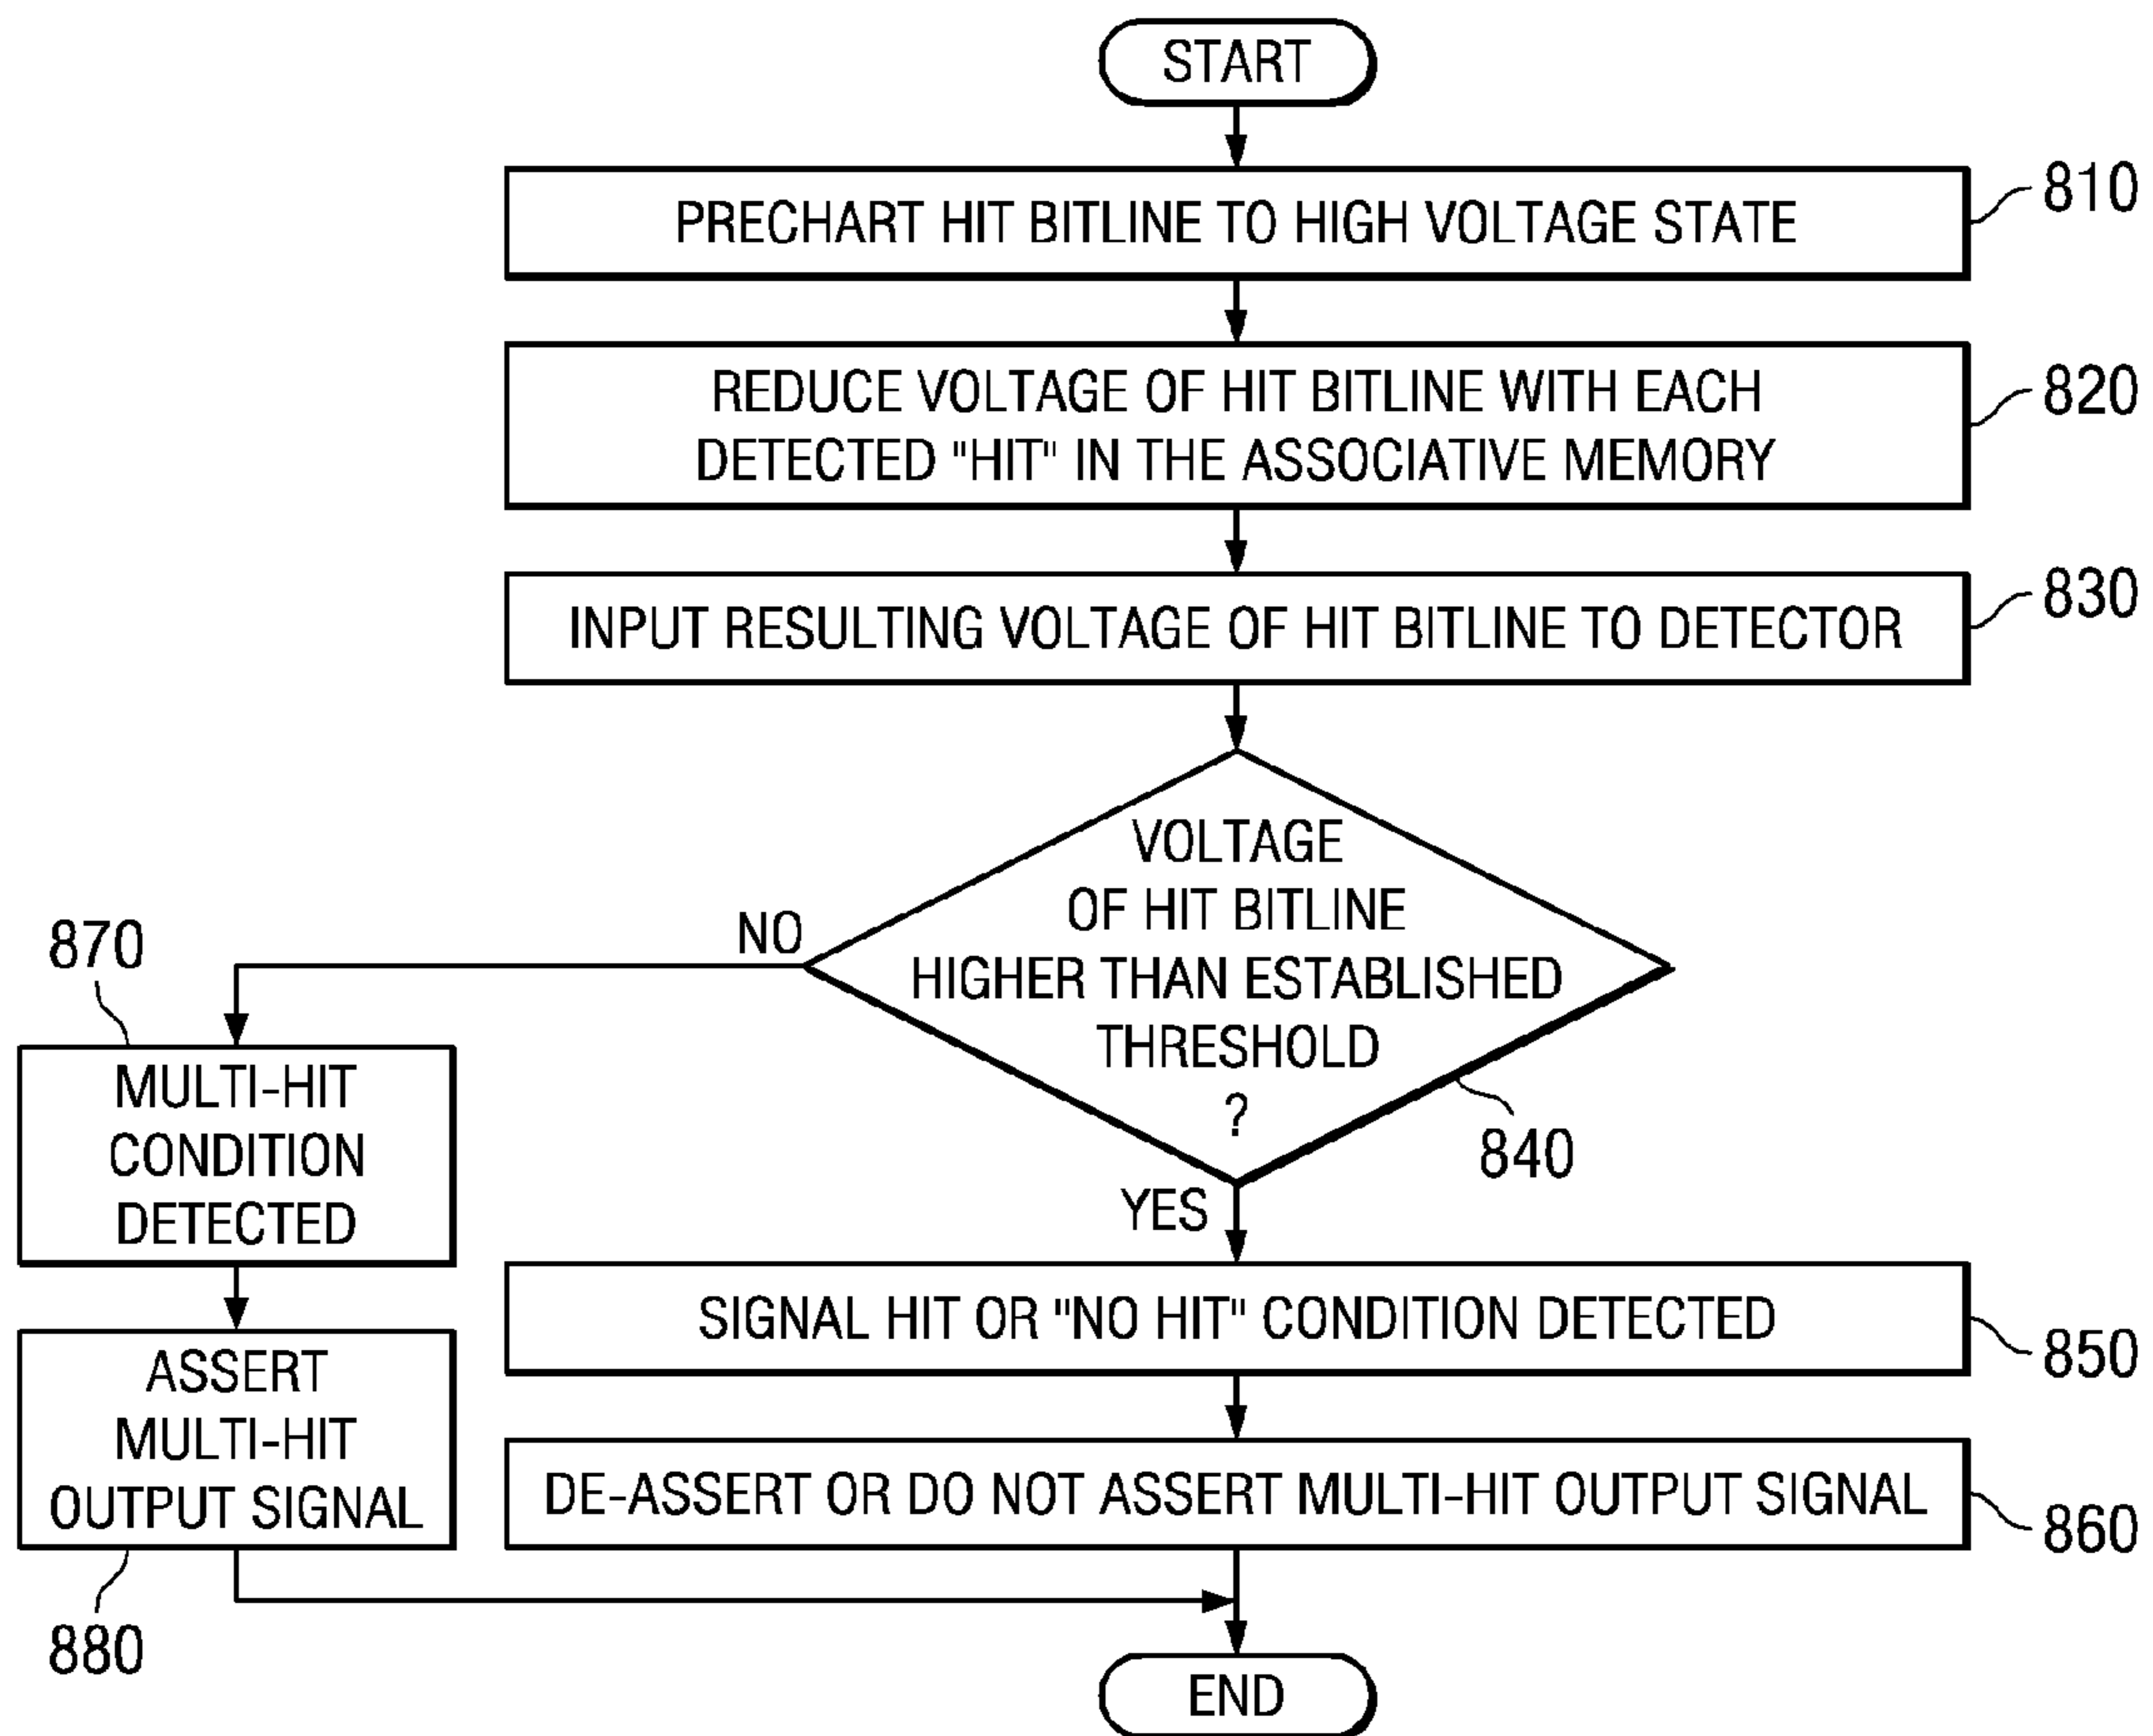 START
PRECHART HIT BITLINE TO HIGH VOLTAGE STATE
810
REDUCE VOLTAGE OF HIT BITLINE WITH EACH
DETECTED "HIT" IN THE ASSOCIATIVE MEMORY
820
INPUT RESULTING VOLTAGE OF HIT BITLINE TO DETECTOR
830
VOLTAGE
OF HIT BITLINE
HIGHER THAN ESTABLISHED
THRESHOLD
?
840
NO
870
MULTI-HIT
CONDITION
DETECTED
ASSERT
MULTI-HIT
OUTPUT SIGNAL
880
YES
SIGNAL HIT OR "NO HIT" CONDITION DETECTED
850
DE-ASSERT OR DO NOT ASSERT MULTI-HIT OUTPUT SIGNAL
860
END